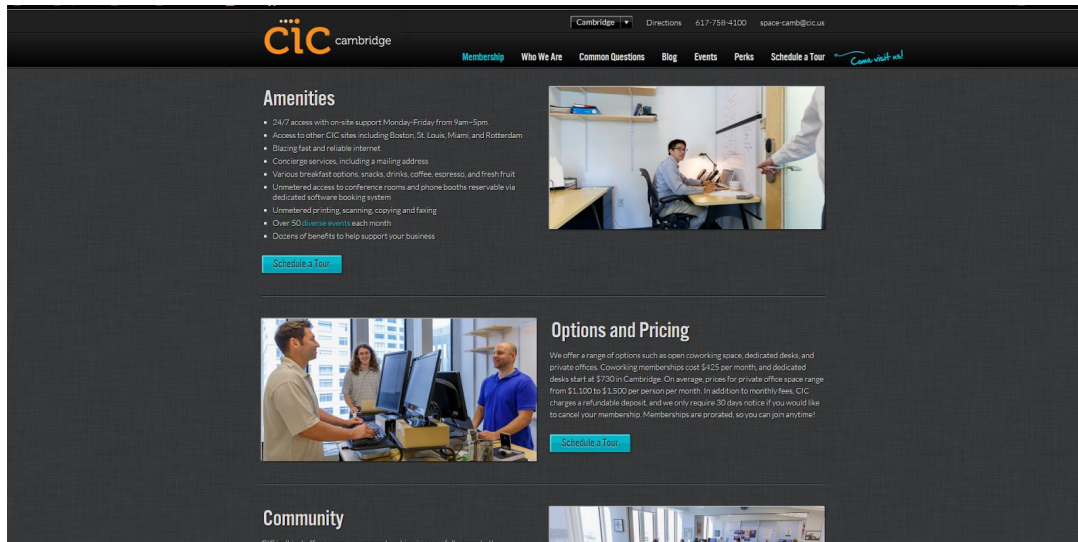 Cambridge Directions 617-758-4100 space-camb@cic.us
cic cambridge
Membership Who We Are Common Questions Blog Events Perks Schedule a Tour Come visit us!
Amenities
24/7 access with on-site support Monday-Friday from 9am–5pm.
Access to other CIC sites including Boston, St. Louis, Miami, and Rotterdam
Blazing fast and reliable internet
Concierge services, including a mailing address
Various breakfast options, snacks, drinks, coffee, espresso, and fresh fruit
Unmetered access to conference rooms and phone booths reservable via
dedicated software booking system
Unmetered printing, scanning, copying and faxing
Over 50 diverse events each month
Dozens of benefits to help support your business
Schedule a Tour
Options and Pricing
We offer a range of options such as open coworking space, dedicated desks, and
private offices. Coworking memberships cost $425 per month, and dedicated
desks start at $730 in Cambridge. On average, prices for private office space range
from $1,100 to $1,500 per person per month. In addition to monthly fees, CIC
charges a refundable deposit, and we only require 30 days notice if you would like
to cancel your membership. Memberships are prorated, so you can join anytime!
Schedule a Tour
Community